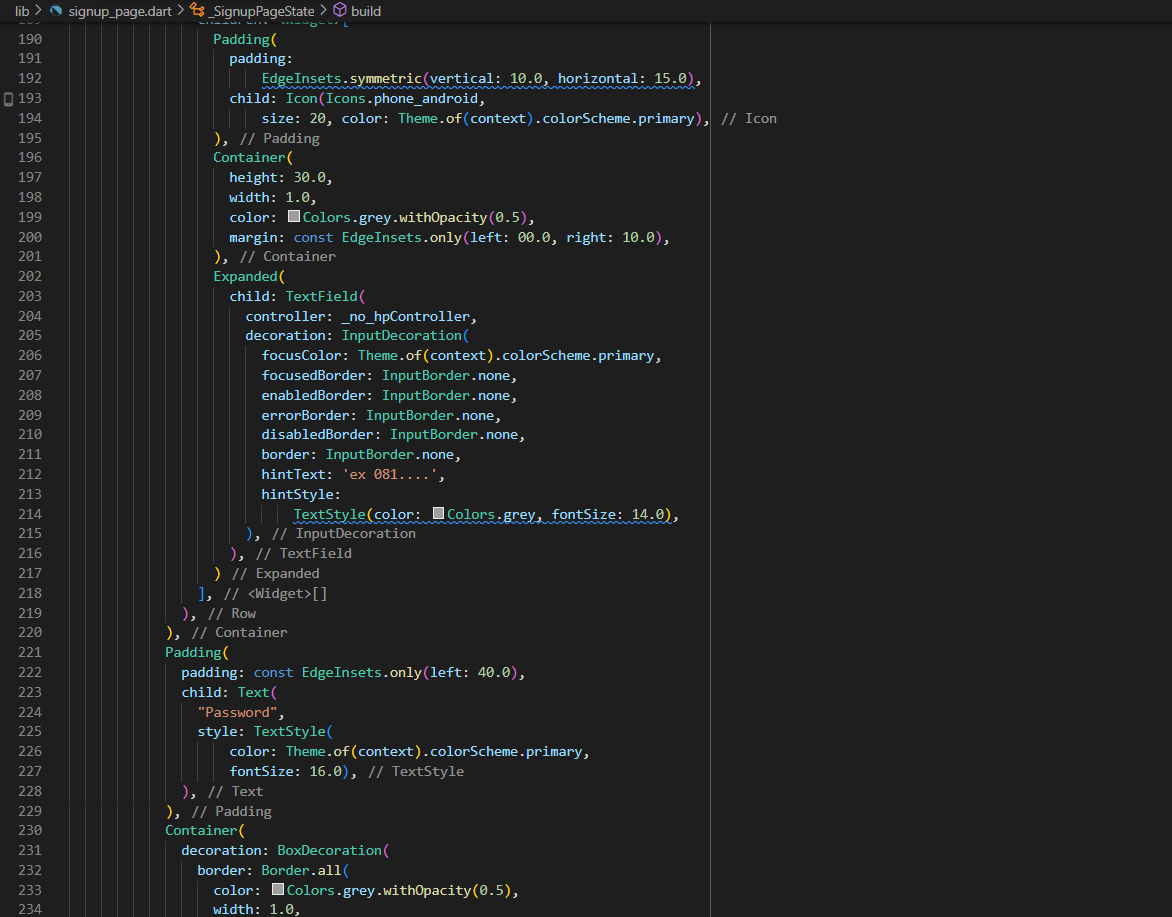 lib > signup_page.dart > _SignupPageState > build
190 Padding(
191 padding:
192 EdgeInsets.symmetric(vertical: 10.0, horizontal: 15.0),
193 child: Icon(Icons.phone_android,
194 size: 20, color: Theme.of(context).colorScheme.primary), // Icon
195 ), // Padding
196 Container(
197 height: 30.0,
198 width: 1.0,
199 color: Colors.grey.withOpacity(0.5),
200 margin: const EdgeInsets.only(left: 00.0, right: 10.0),
201 ), // Container
202 Expanded(
203 child: TextField(
204 controller: _no_hpController,
205 decoration: InputDecoration(
206 focusColor: Theme.of(context).colorScheme.primary,
207 focusedBorder: InputBorder.none,
208 enabledBorder: InputBorder.none,
209 errorBorder: InputBorder.none,
210 disabledBorder: InputBorder.none,
211 border: InputBorder.none,
212 hintText: 'ex 081....',
213 hintStyle:
214 TextStyle(color: Colors.grey, fontSize: 14.0),
215 ), // InputDecoration
216 ), // TextField
217 ) // Expanded
218 ], // <Widget>[]
219 ), // Row
220 ), // Container
221 Padding(
222 padding: const EdgeInsets.only(left: 40.0),
223 child: Text(
224 "Password",
225 style: TextStyle(
226 color: Theme.of(context).colorScheme.primary,
227 fontSize: 16.0), // TextStyle
228 ), // Text
229 ), // Padding
230 Container(
231 decoration: BoxDecoration(
232 border: Border.all(
233 color: Colors.grey.withOpacity(0.5),
234 width: 1.0,